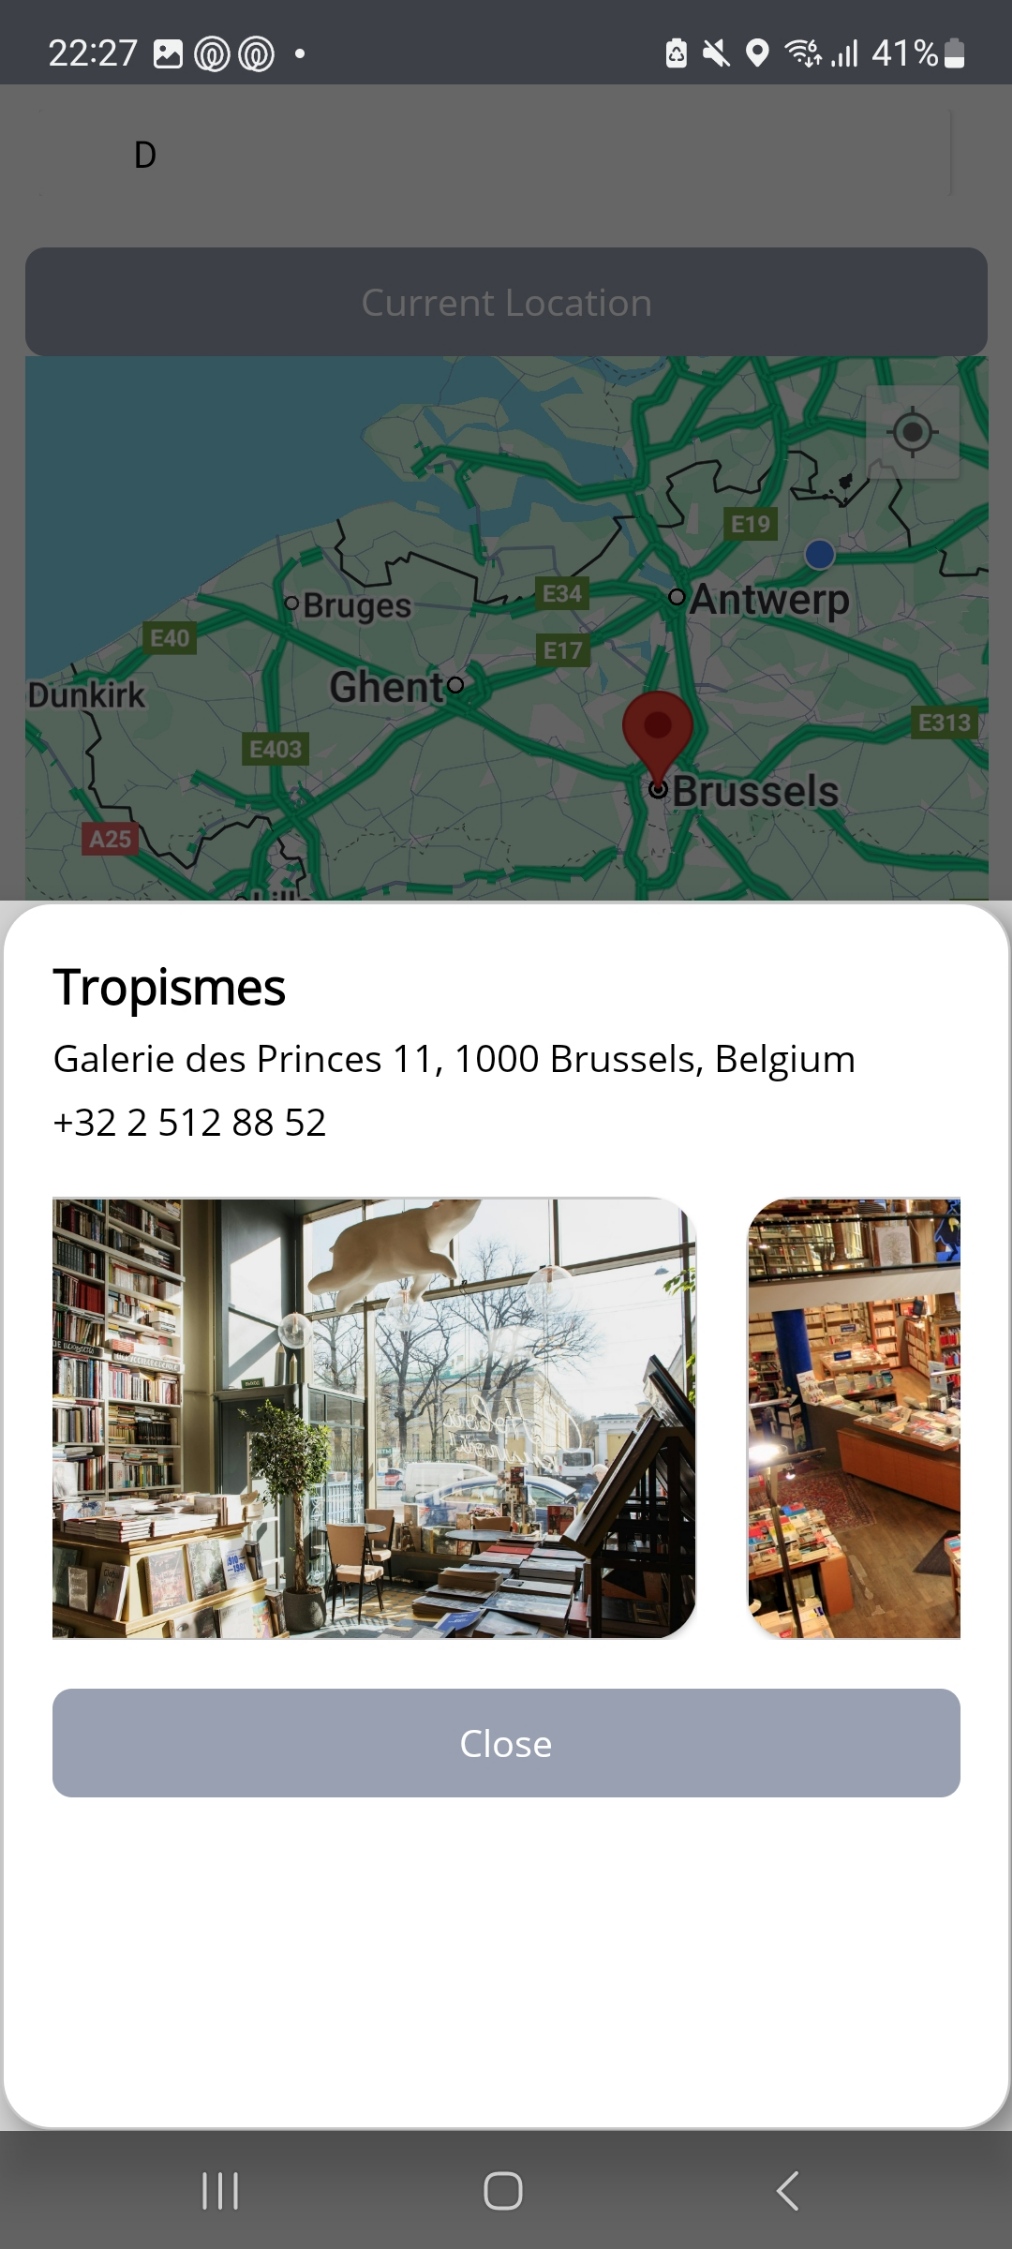 22:27
41%
D
Current Location
E19
E34
Antwerp
Bruges
E40
E17
Ghent
Dunkirk
E313
E403
Brussels
A25
Tropismes
Galerie des Princes 11, 1000 Brussels, Belgium
+32 2 512 88 52
Close